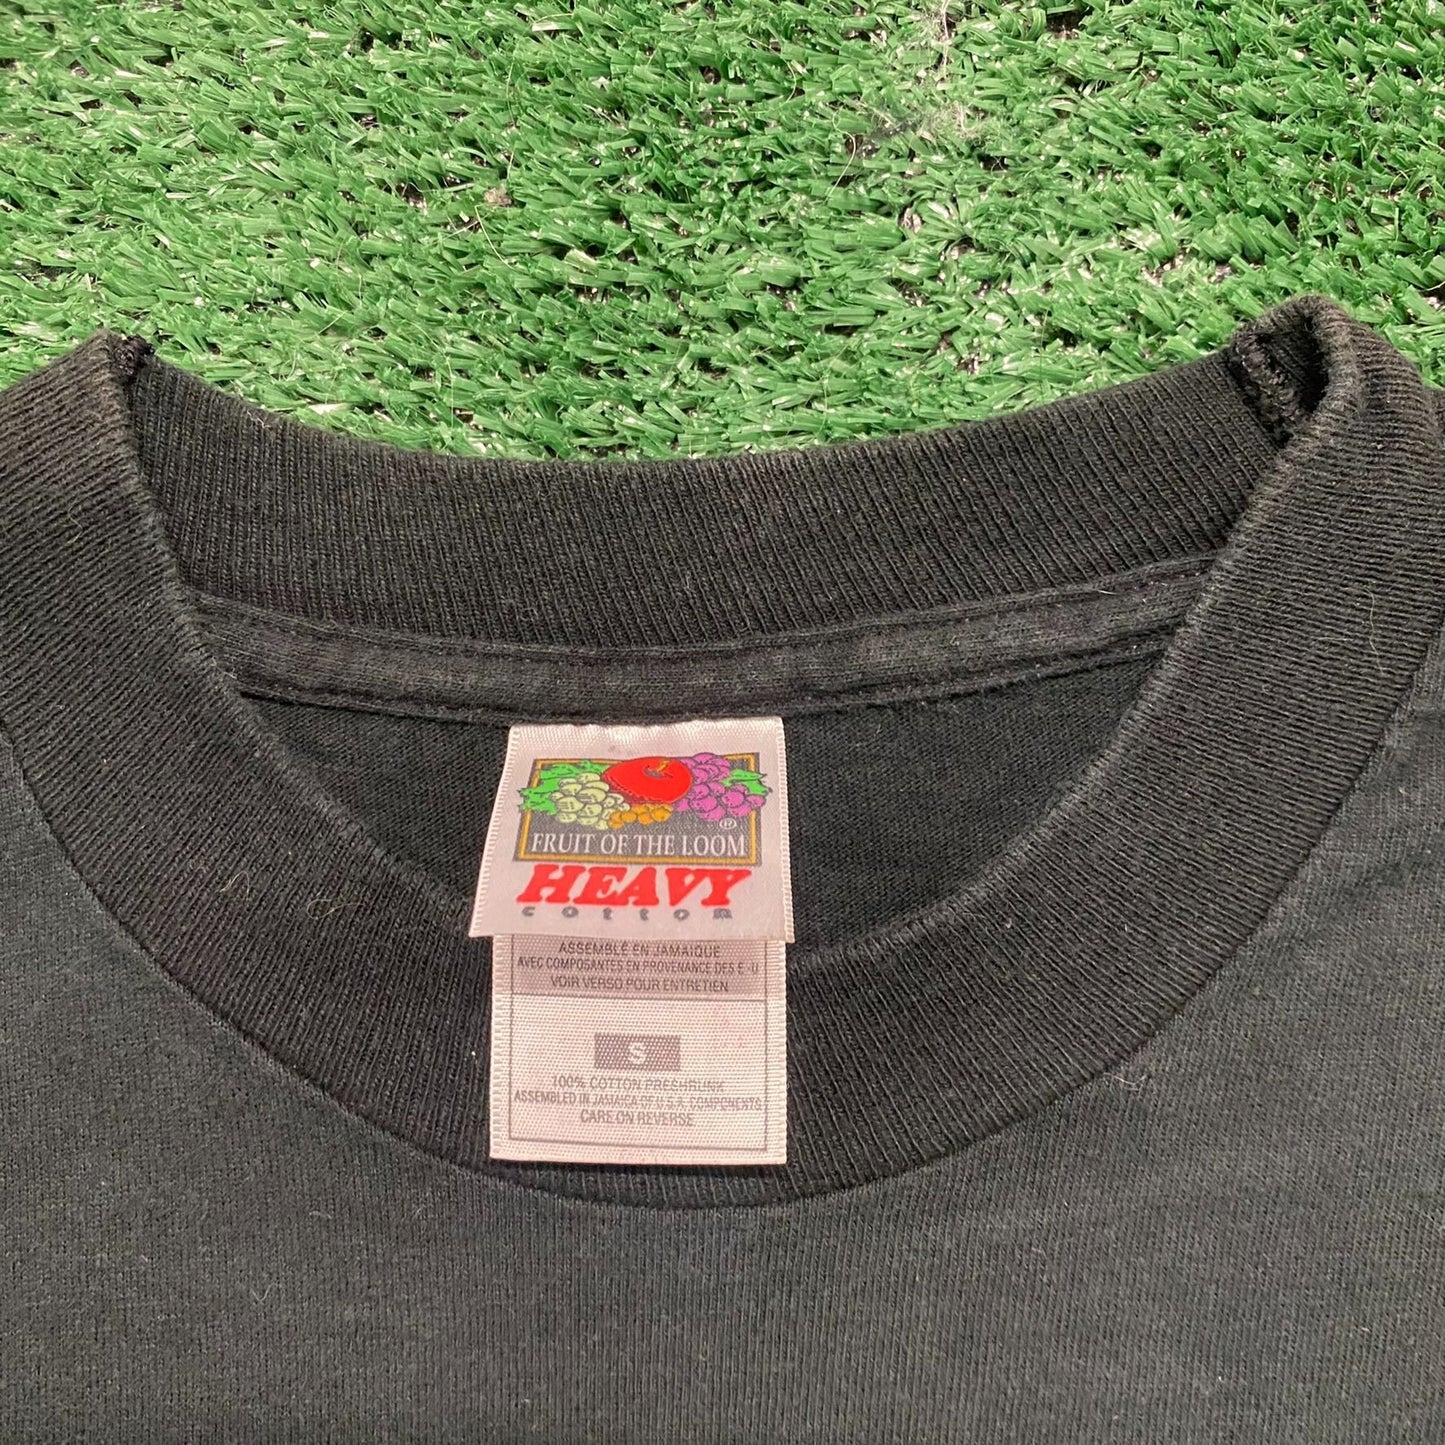 ®
FRUIT OF THE LOOM
HEAVY
cotton
ASSEMBLÉ EN JAMAIQUE
AVEC COMPOSANTES EN PROVENANCE DES E.-U
VOIR VERSO POUR ENTRETIEN
S
100% COTTON PRESHRUNK
ASSEMBLED IN JAMAICA OF U.S.A. COMPONENTS
CARE ON REVERSE